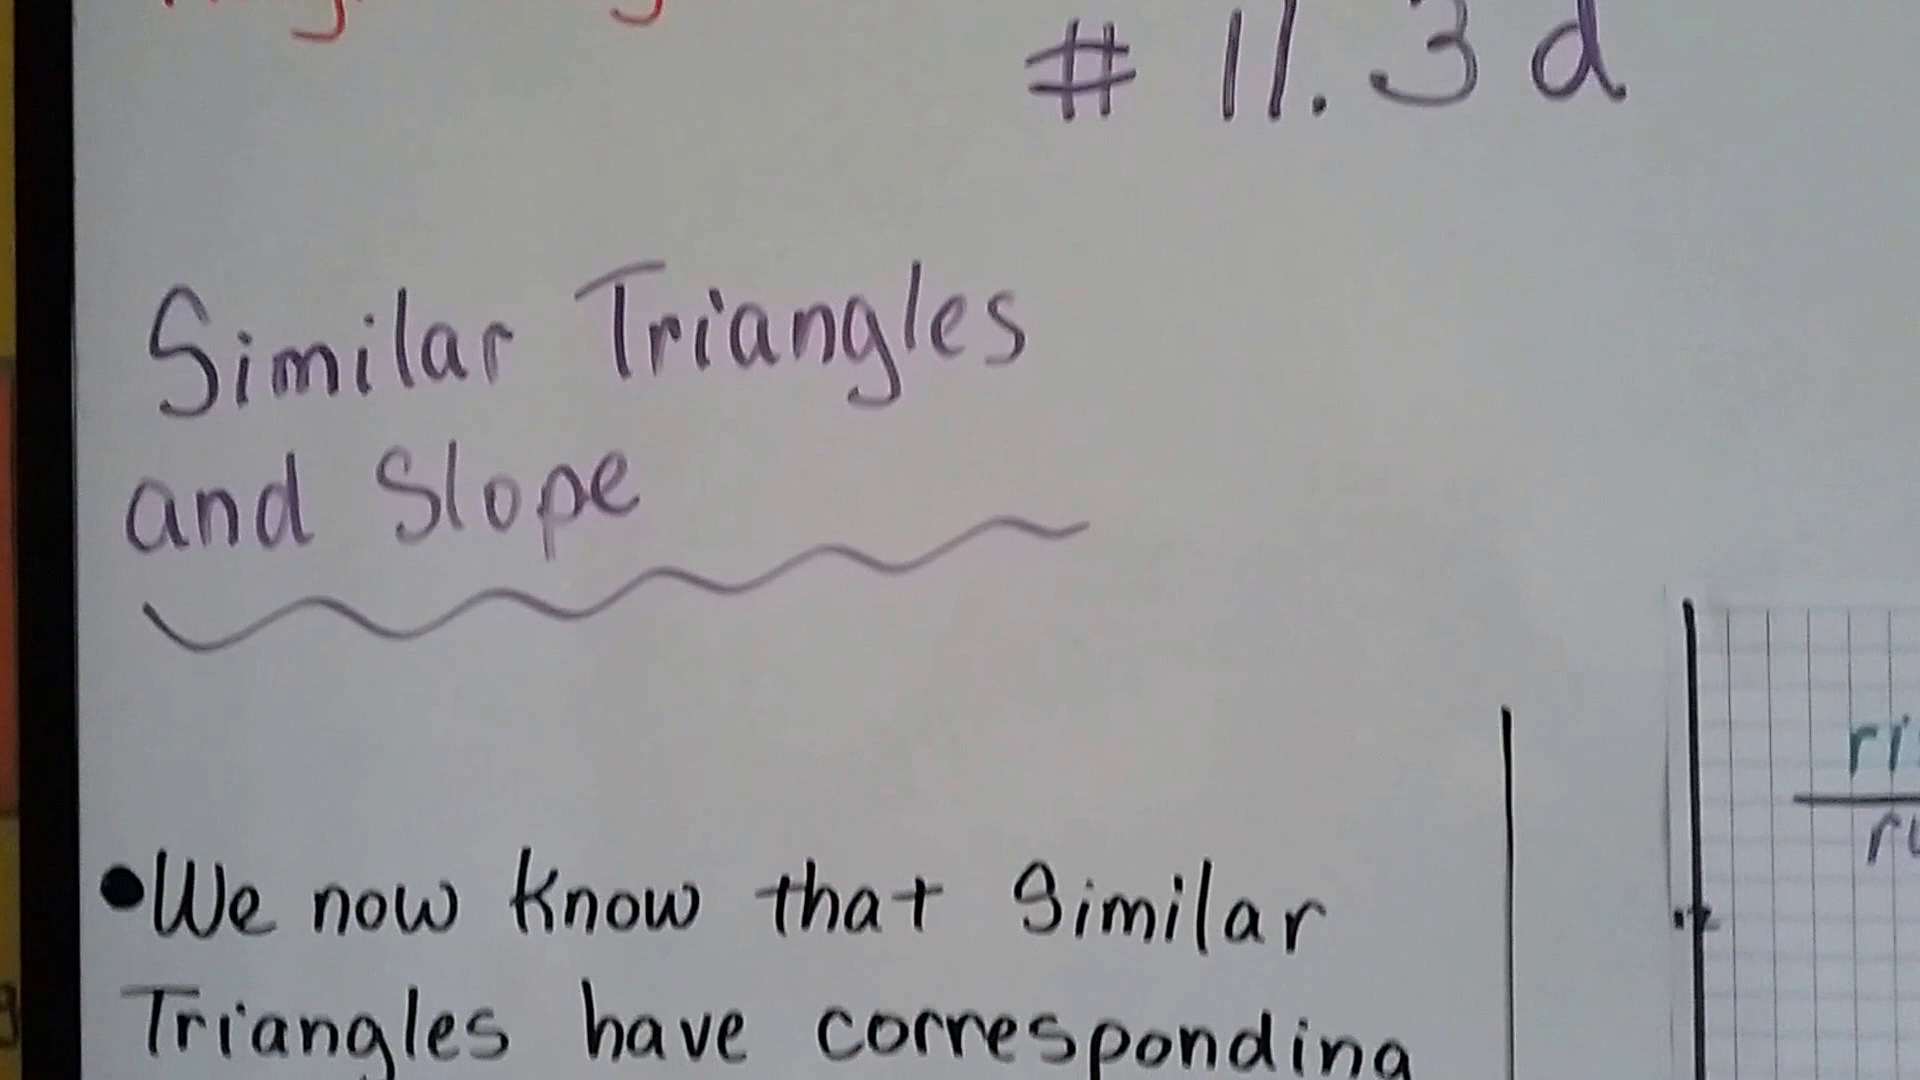 # 11.3d
Similar Triangles
and Slope
• We now know that Similar
Triangles have corresponding